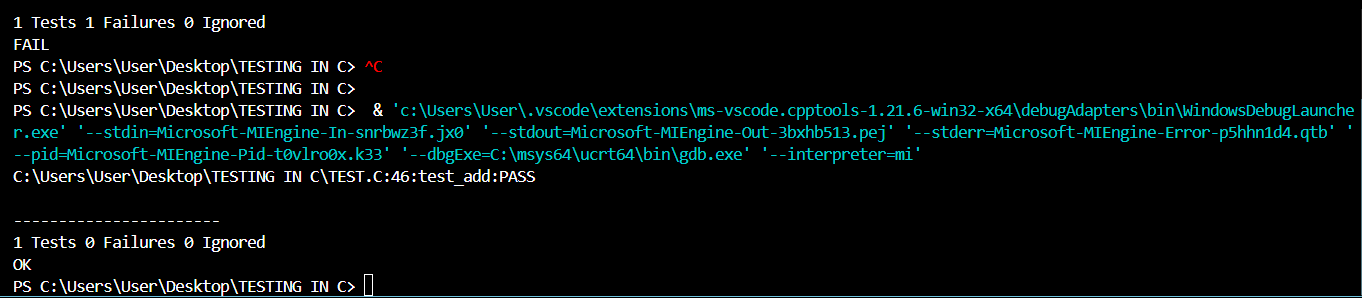 1 Tests 1 Failures 0 Ignored
FAIL
PS C:\Users\User\Desktop\TESTING IN C> ^C
PS C:\Users\User\Desktop\TESTING IN C>
PS C:\Users\User\Desktop\TESTING IN C>  & 'c:\Users\User\.vscode\extensions\ms-vscode.cpptools-1.21.6-win32-x64\debugAdapters\bin\WindowsDebugLaunche
r.exe' '--stdin=Microsoft-MIEngine-In-snrbwz3f.jx0' '--stdout=Microsoft-MIEngine-Out-3bxhb513.pej' '--stderr=Microsoft-MIEngine-Error-p5hhn1d4.qtb' '
--pid=Microsoft-MIEngine-Pid-t0vlro0x.k33' '--dbgExe=C:\msys64\ucrt64\bin\gdb.exe' '--interpreter=mi'
C:\Users\User\Desktop\TESTING IN C\TEST.C:46:test_add:PASS
-----------------------
1 Tests 0 Failures 0 Ignored
OK
PS C:\Users\User\Desktop\TESTING IN C>